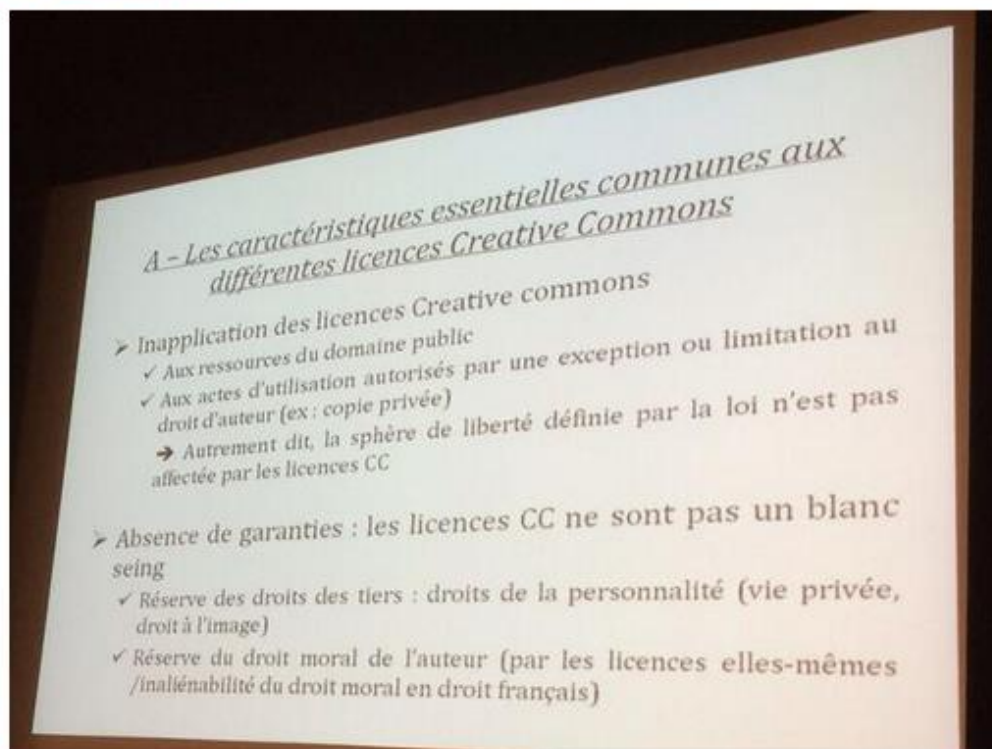 A – Les caractéristiques essentielles communes aux
différentes licences Creative Commons
➢ Inapplication des licences Creative commons
✓ Aux ressources du domaine public
✓ Aux actes d'utilisation autorisés par une exception ou limitation au
droit d'auteur (ex : copie privée)
➔ Autrement dit, la sphère de liberté définie par la loi n'est pas
affectée par les licences CC
➢ Absence de garanties : les licences CC ne sont pas un blanc
seing
✓ Réserve des droits des tiers : droits de la personnalité (vie privée,
droit à l'image)
✓ Réserve du droit moral de l'auteur (par les licences elles-mêmes
/inaliénabilité du droit moral en droit français)